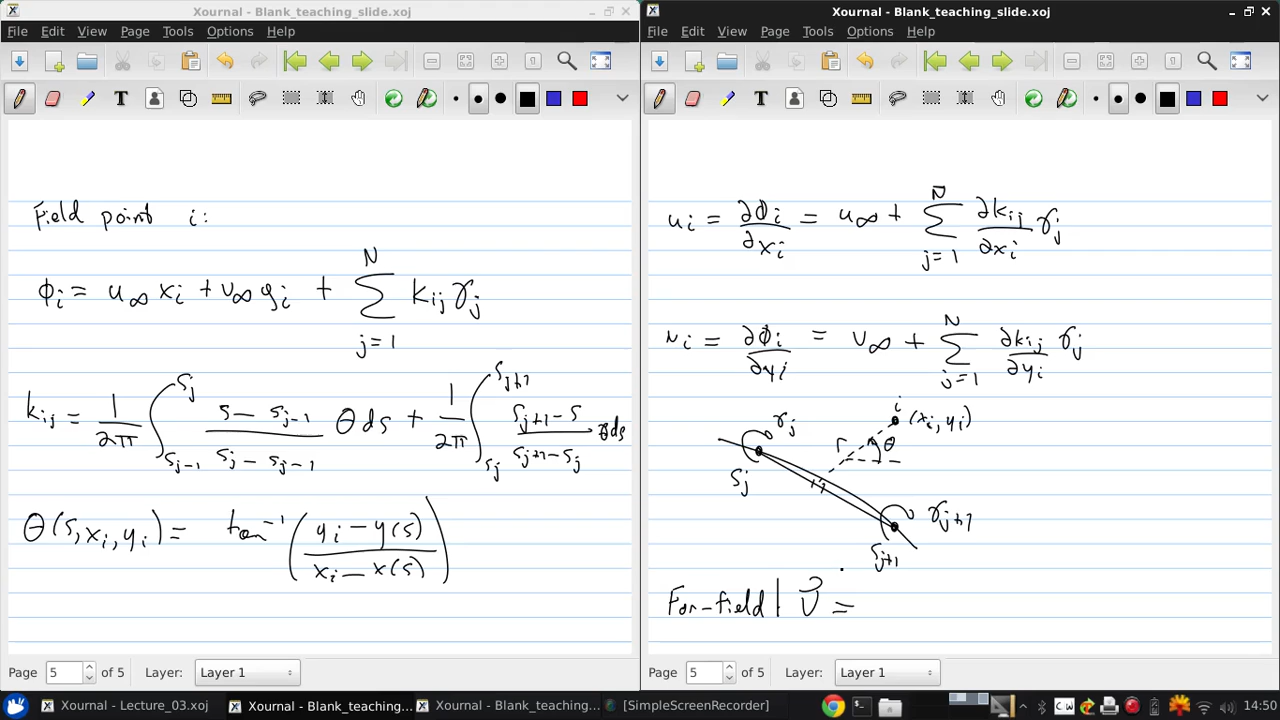 Xournal - Blank_teaching_slide.xoj
File Edit View Page Tools Options Help
Field point i:
ϕi = u∞ xi + v∞ yi + N ∑ j=1 kij γj
kij = 1/2π ∫ sj-1 sj (s - sj-1)/(sj - sj-1) θ ds + 1/2π ∫ sj sj+1 (sj+1 - s)/(sj+1 - sj) θ ds
θ(s, xi, yi) = tan⁻¹ ( (yi - y(s))/(xi - x(s)) )
Page 5 of 5 Layer: Layer 1
Xournal - Blank_teaching_slide.xoj
File Edit View Page Tools Options Help
ui = ∂ϕi/∂xi = u∞ + N ∑ j=1 ∂kij/∂xi γj
vi = ∂ϕi/∂yi = v∞ + N ∑ j=1 ∂kij/∂yi γj
i
(xi, yi)
γj
r
θ
sj
γj+1
sj+1
Far-field | V⃗ =
Page 5 of 5 Layer: Layer 1
Xournal - Lecture_03.xoj Xournal - Blank_teaching... Xournal - Blank_teaching... [SimpleScreenRecorder] 14:50